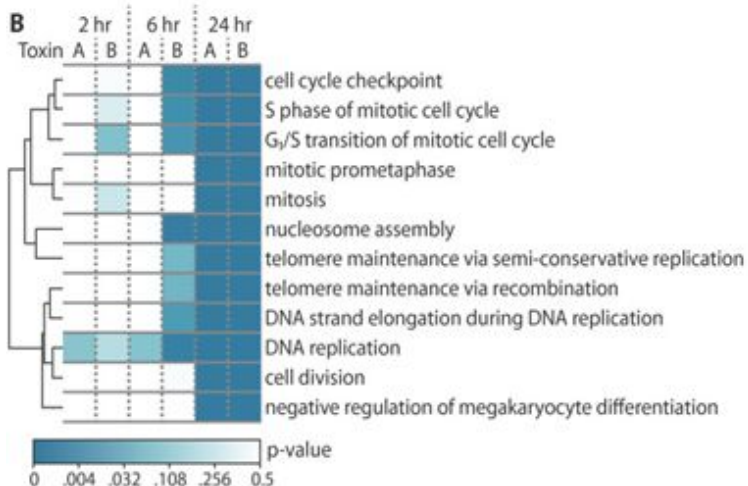 B
2 hr 6 hr 24 hr
Toxin A B A B A B
cell cycle checkpoint
S phase of mitotic cell cycle
G₁/S transition of mitotic cell cycle
mitotic prometaphase
mitosis
nucleosome assembly
telomere maintenance via semi-conservative replication
telomere maintenance via recombination
DNA strand elongation during DNA replication
DNA replication
cell division
negative regulation of megakaryocyte differentiation
p-value
0 .004 .032 .108 .256 0.5